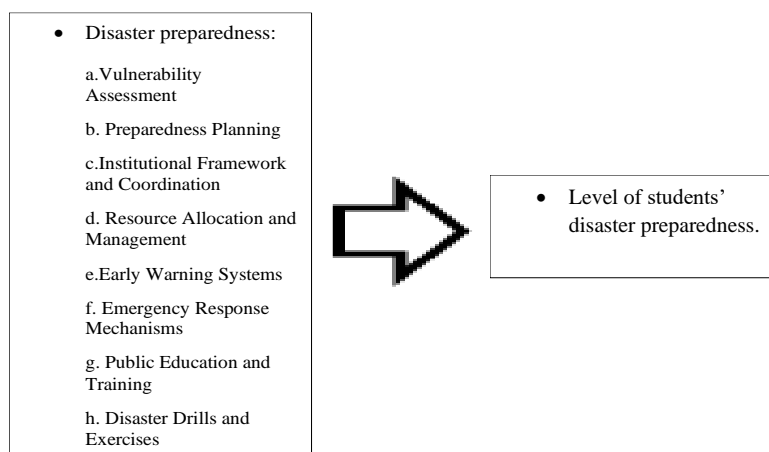 • Disaster preparedness:
a.Vulnerability
Assessment
b. Preparedness Planning
c.Institutional Framework
and Coordination
d. Resource Allocation and
Management
e.Early Warning Systems
f. Emergency Response
Mechanisms
g. Public Education and
Training
h. Disaster Drills and
Exercises
• Level of students’
disaster preparedness.